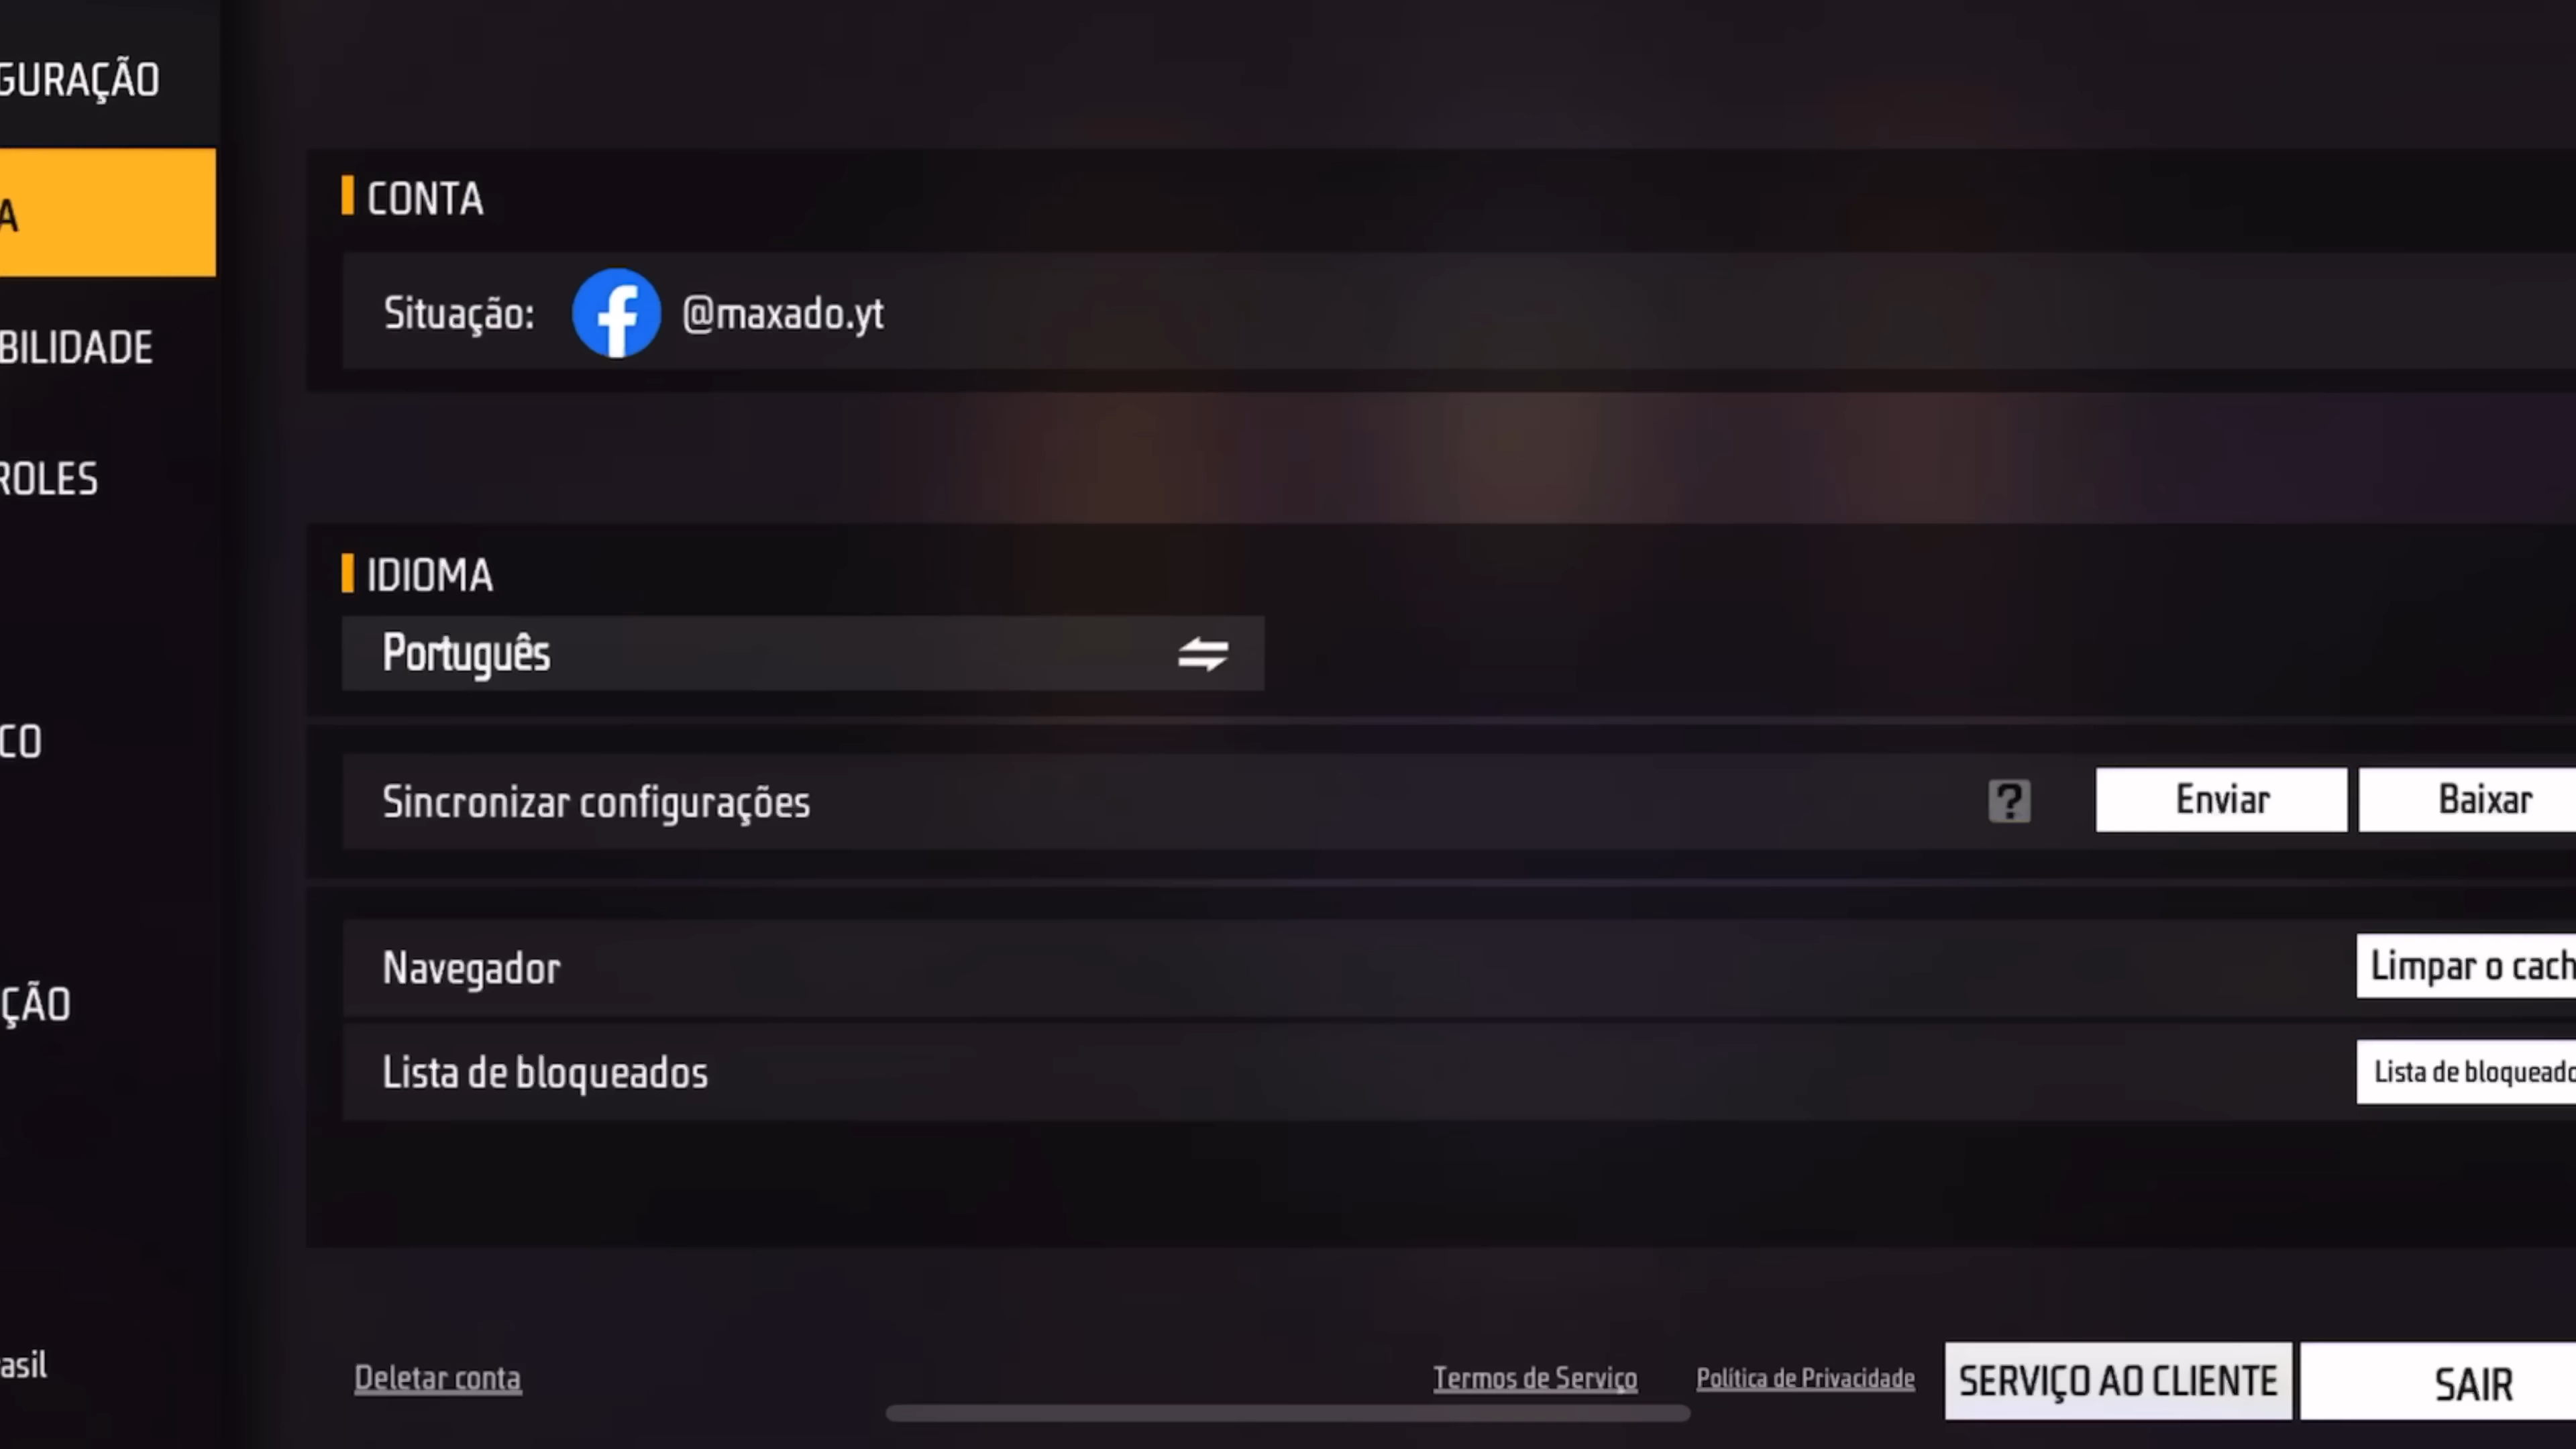 GURAÇÃO
A
BILIDADE
ROLES
CO
ÇÃO
asil
CONTA
Situação: @maxado.yt
IDIOMA
Português
Sincronizar configurações ? Enviar Baixar
Navegador Limpar o cach
Lista de bloqueados Lista de bloqueado
Deletar conta Termos de Serviço Política de Privacidade SERVIÇO AO CLIENTE SAIR